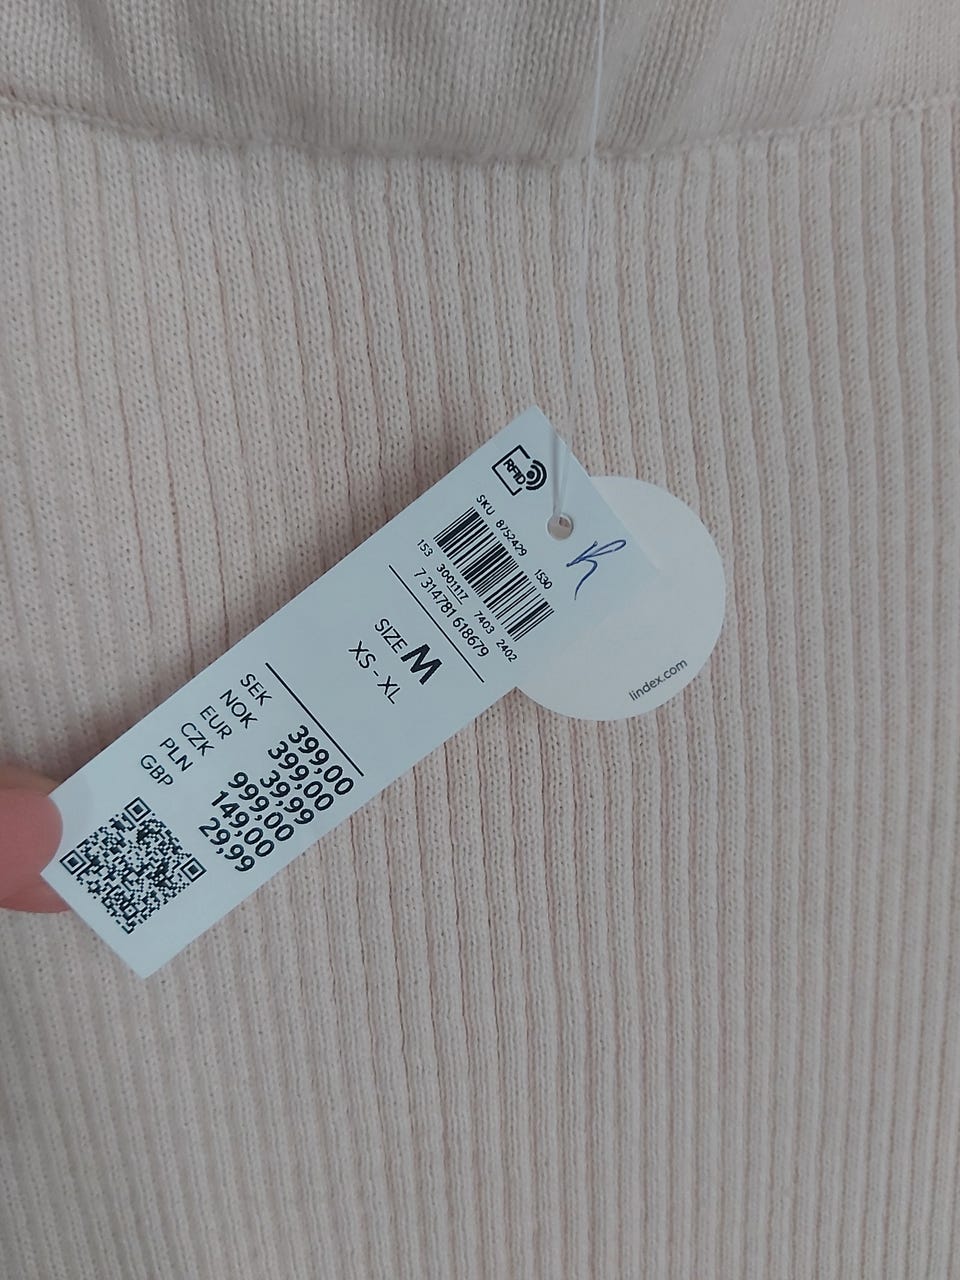 RFID
SKU 8752429 1530
153 3001117 7403 2402
7 314781 618679
SIZE M
XS - XL
SEK 399,00
NOK 399,00
EUR 39,99
CZK 999,00
PLN 149,00
GBP 29,99
R
lindex.com